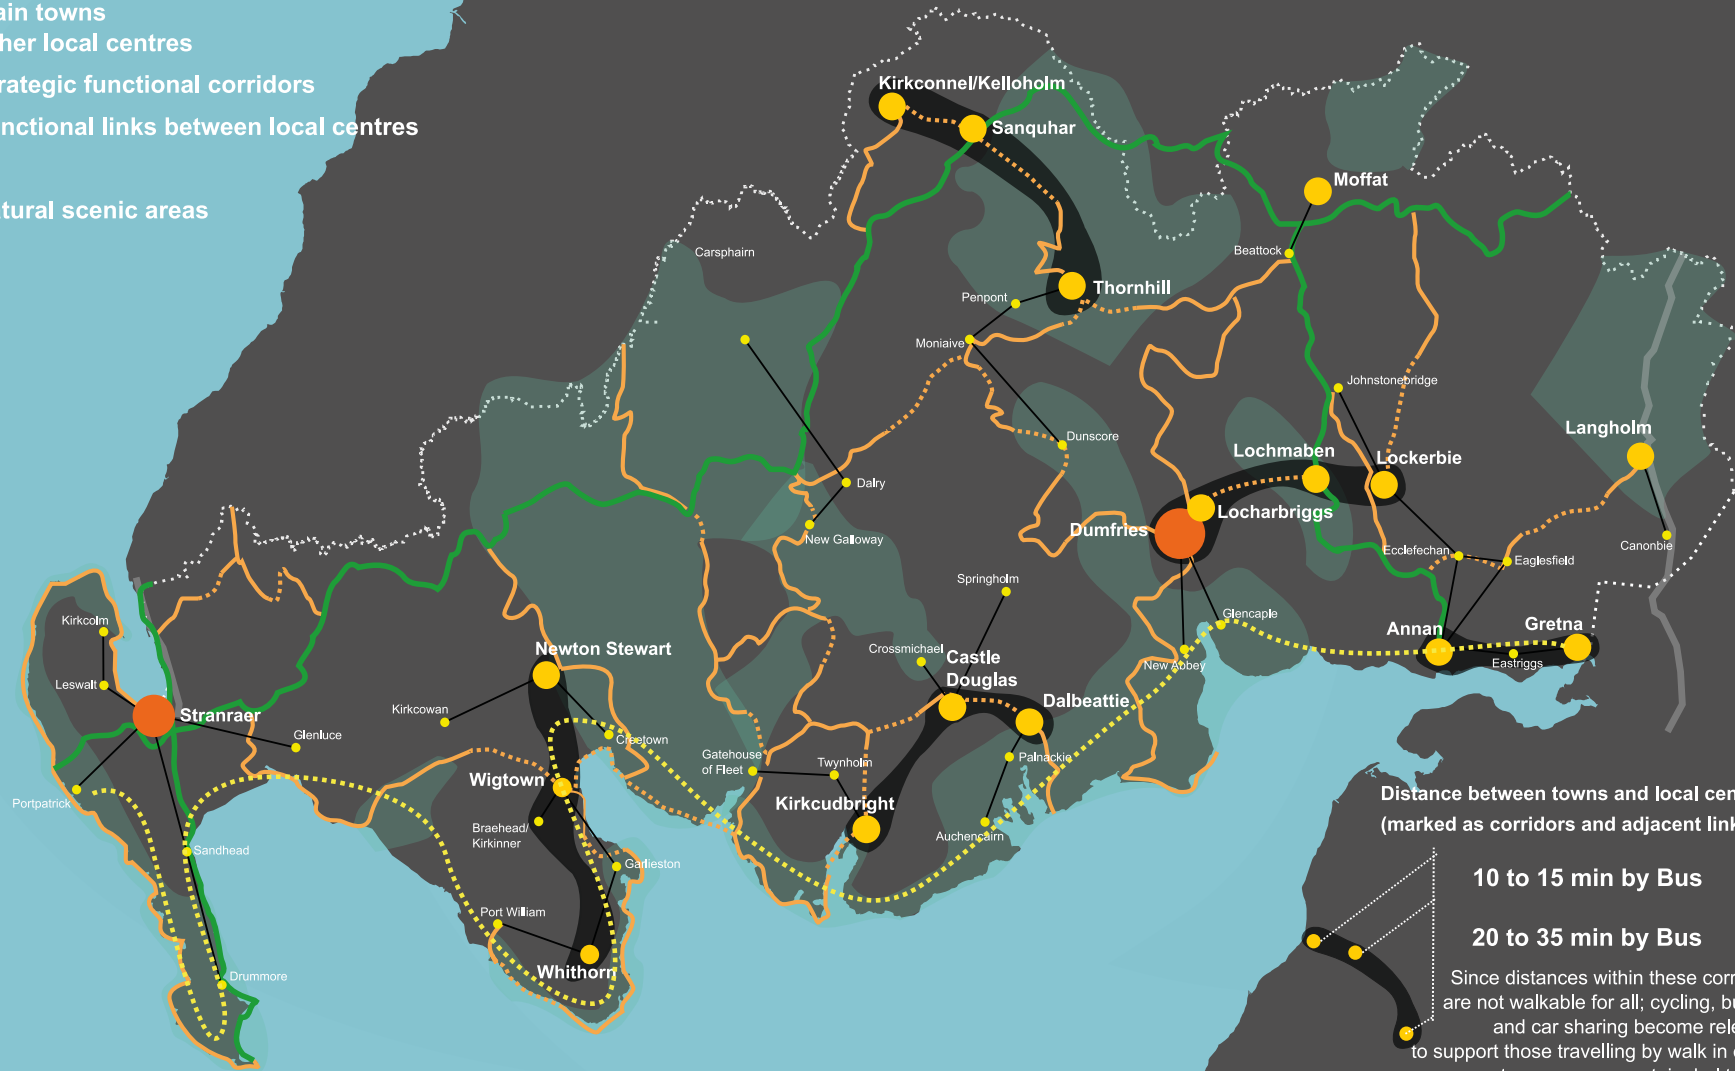 ain towns
her local centres
rategic functional corridors
nctional links between local centres
atural scenic areas
Kirkconnel/Kelloholm
Sanquhar
Moffat
Beattock
Carsphairn
Thornhill
Penpont
Moniaive
Johnstonebridge
Dunscore
Langholm
Lochmaben
Lockerbie
Dalry
Locharbriggs
Dumfries
New Galloway
Canonbie
Ecclefechan
Eaglesfield
Springholm
Glencaple
Kirkcolm
Annan
Gretna
Newton Stewart
Crossmichael
Castle
Douglas
New Abbey
Eastriggs
Leswalt
Stranraer
Kirkcowan
Dalbeattie
Glenluce
Creetown
Gatehouse
of Fleet
Twynholm
Palnackie
Wigtown
Portpatrick
Kirkcudbright
Braehead/
Kirkinner
Auchencairn
Sandhead
Garlieston
Port William
Whithorn
Drummore
Distance between towns and local cen
(marked as corridors and adjacent link
10 to 15 min by Bus
20 to 35 min by Bus
Since distances within these corr
are not walkable for all; cycling, bu
and car sharing become rele
to support those travelling by walk in